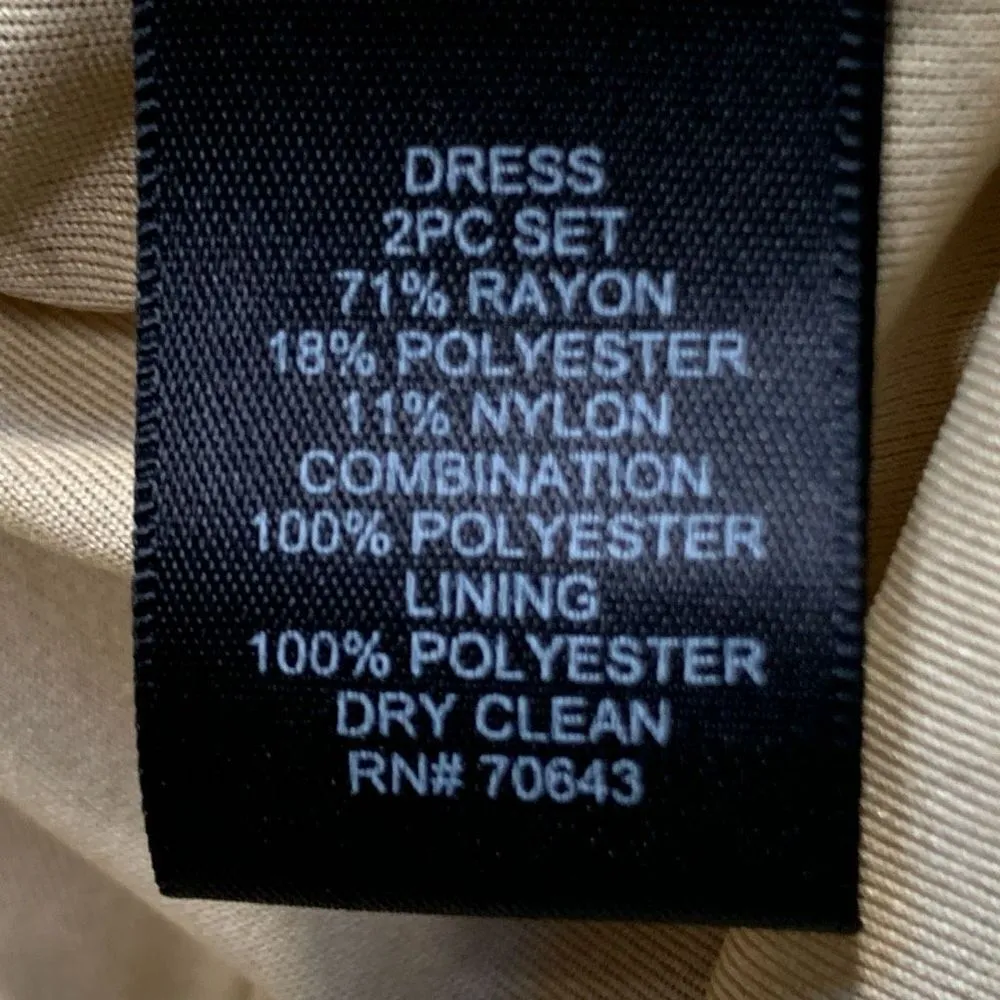 DRESS
2PC SET
71% RAYON
18% POLYESTER
11% NYLON
COMBINATION
100% POLYESTER
LINING
100% POLYESTER
DRY CLEAN
RN# 70643